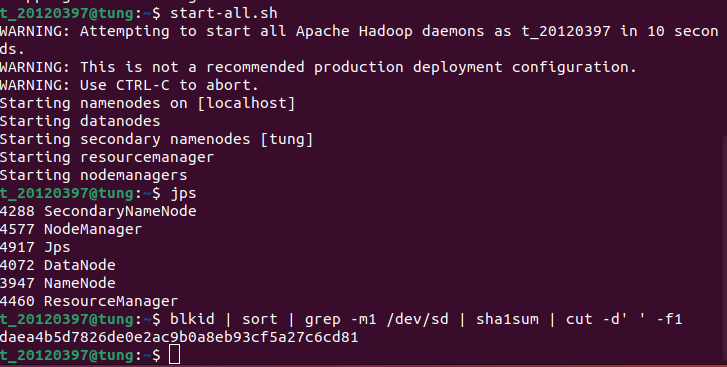 t_20120397@tung:~$ start-all.sh
WARNING: Attempting to start all Apache Hadoop daemons as t_20120397 in 10 secon
ds.
WARNING: This is not a recommended production deployment configuration.
WARNING: Use CTRL-C to abort.
Starting namenodes on [localhost]
Starting datanodes
Starting secondary namenodes [tung]
Starting resourcemanager
Starting nodemanagers
t_20120397@tung:~$ jps
4288 SecondaryNameNode
4577 NodeManager
4917 Jps
4072 DataNode
3947 NameNode
4460 ResourceManager
t_20120397@tung:~$ blkid | sort | grep -m1 /dev/sd | sha1sum | cut -d' ' -f1
daea4b5d7826de0e2ac9b0a8eb93cf5a27c6cd81
t_20120397@tung:~$